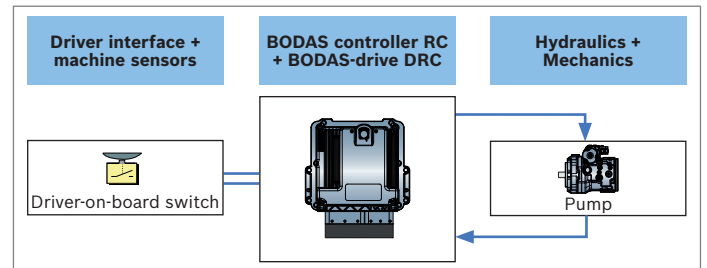 Driver interface +
machine sensors
BODAS controller RC
+ BODAS-drive DRC
Hydraulics +
Mechanics
Driver-on-board switch
Pump